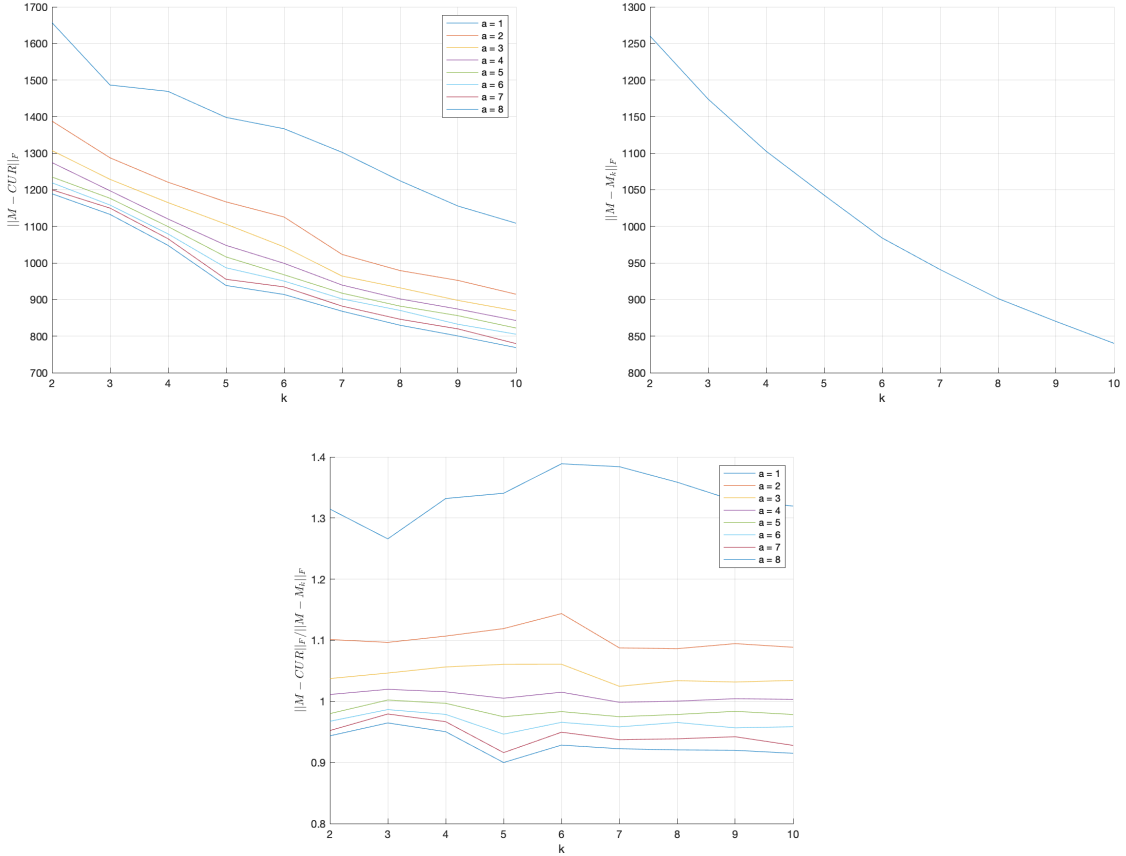 1700
1600
1500
1400
1300
1200
1100
1000
900
800
700
||M − CUR||_F
2 3 4 5 6 7 8 9 10
k
a = 1
a = 2
a = 3
a = 4
a = 5
a = 6
a = 7
a = 8
1300
1250
1200
1150
1100
1050
1000
950
900
850
800
||M − M_k||_F
2 3 4 5 6 7 8 9 10
k
1.4
1.3
1.2
1.1
1
0.9
0.8
||M − CUR||_F/||M − M_k||_F
2 3 4 5 6 7 8 9 10
k
a = 1
a = 2
a = 3
a = 4
a = 5
a = 6
a = 7
a = 8